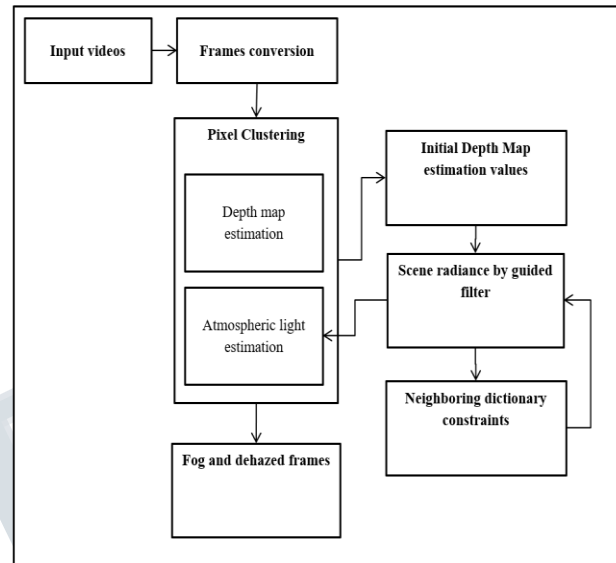 Input videos
Frames conversion
Pixel Clustering
Depth map
estimation
Atmospheric light
estimation
Initial Depth Map
estimation values
Scene radiance by guided
filter
Neighboring dictionary
constraints
Fog and dehazed frames